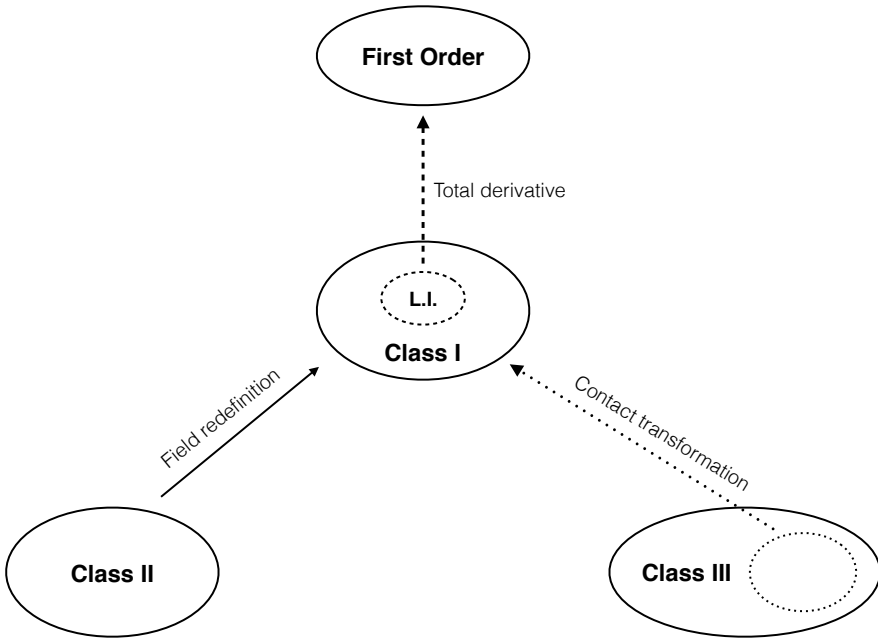 First Order
Total derivative
L.I.
Class I
Field redefinition
Contact transformation
Class II
Class III